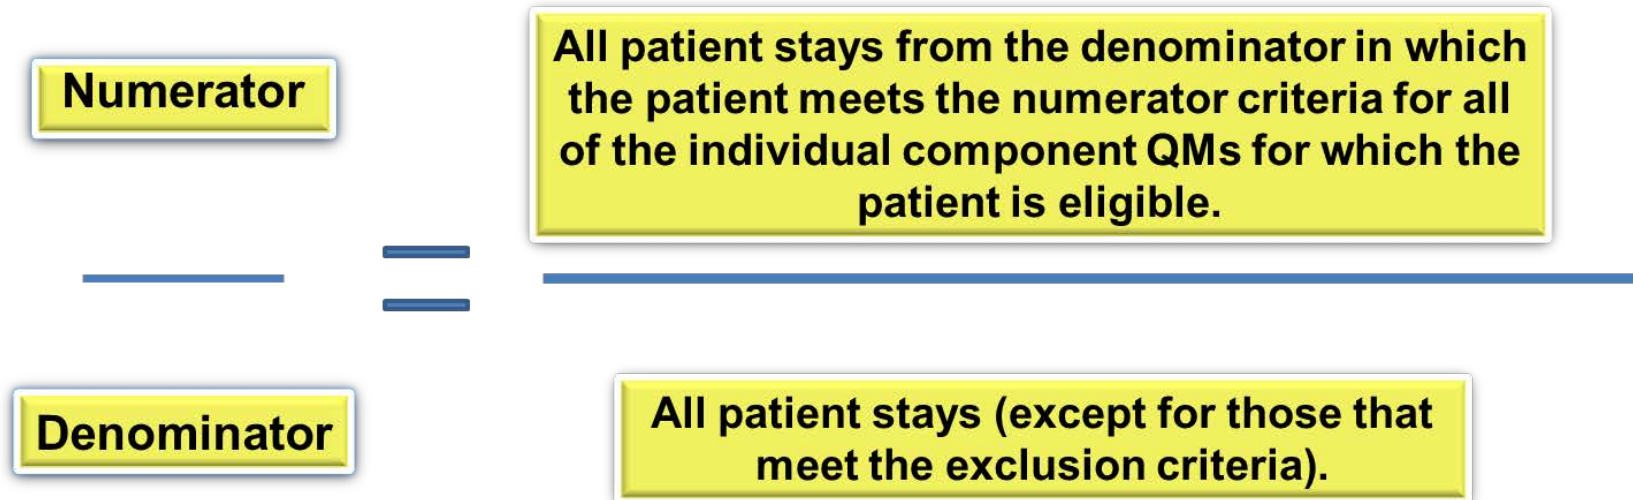 Numerator
All patient stays from the denominator in which
the patient meets the numerator criteria for all
of the individual component QMs for which the
patient is eligible.
Denominator
All patient stays (except for those that
meet the exclusion criteria).